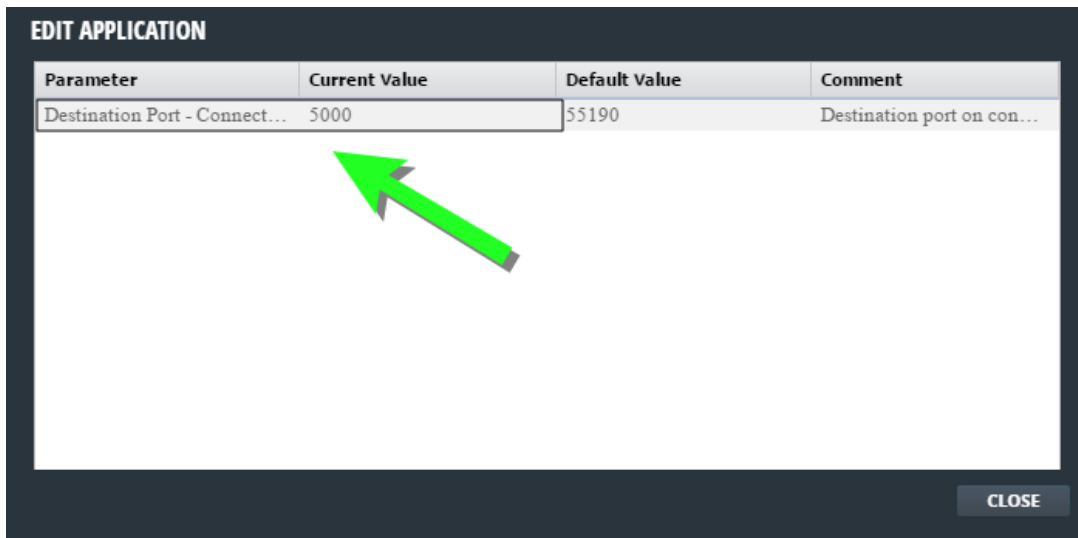 EDIT APPLICATION
Parameter Current Value Default Value Comment
Destination Port - Connect... 5000 55190 Destination port on con...
CLOSE